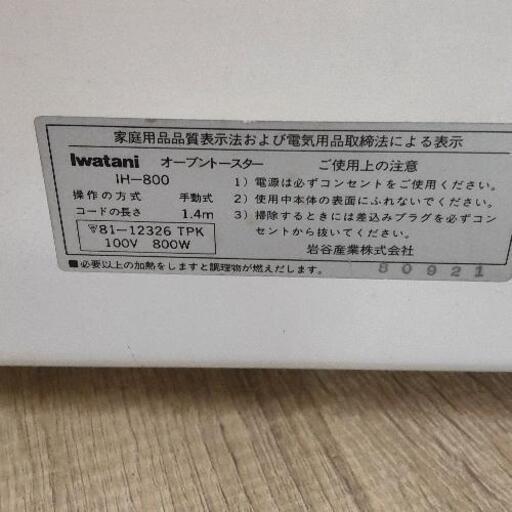 家庭用品品質表示法および電気用品取締法による表示
Iwatani オーブントースター
IH-800
操作の方式 手動式
コードの長さ 1.4m
▽81-12326 TPK
100V 800W
ご使用上の注意
1) 電源は必ずコンセントをご使用ください。
2) 使用中本体の表面にふれないでください。
3) 掃除するときには差込みプラグを必ずコン
セントから抜いてください。
岩谷産業株式会社
■必要以上の加熱をしますと調理物が燃えだします。
80921